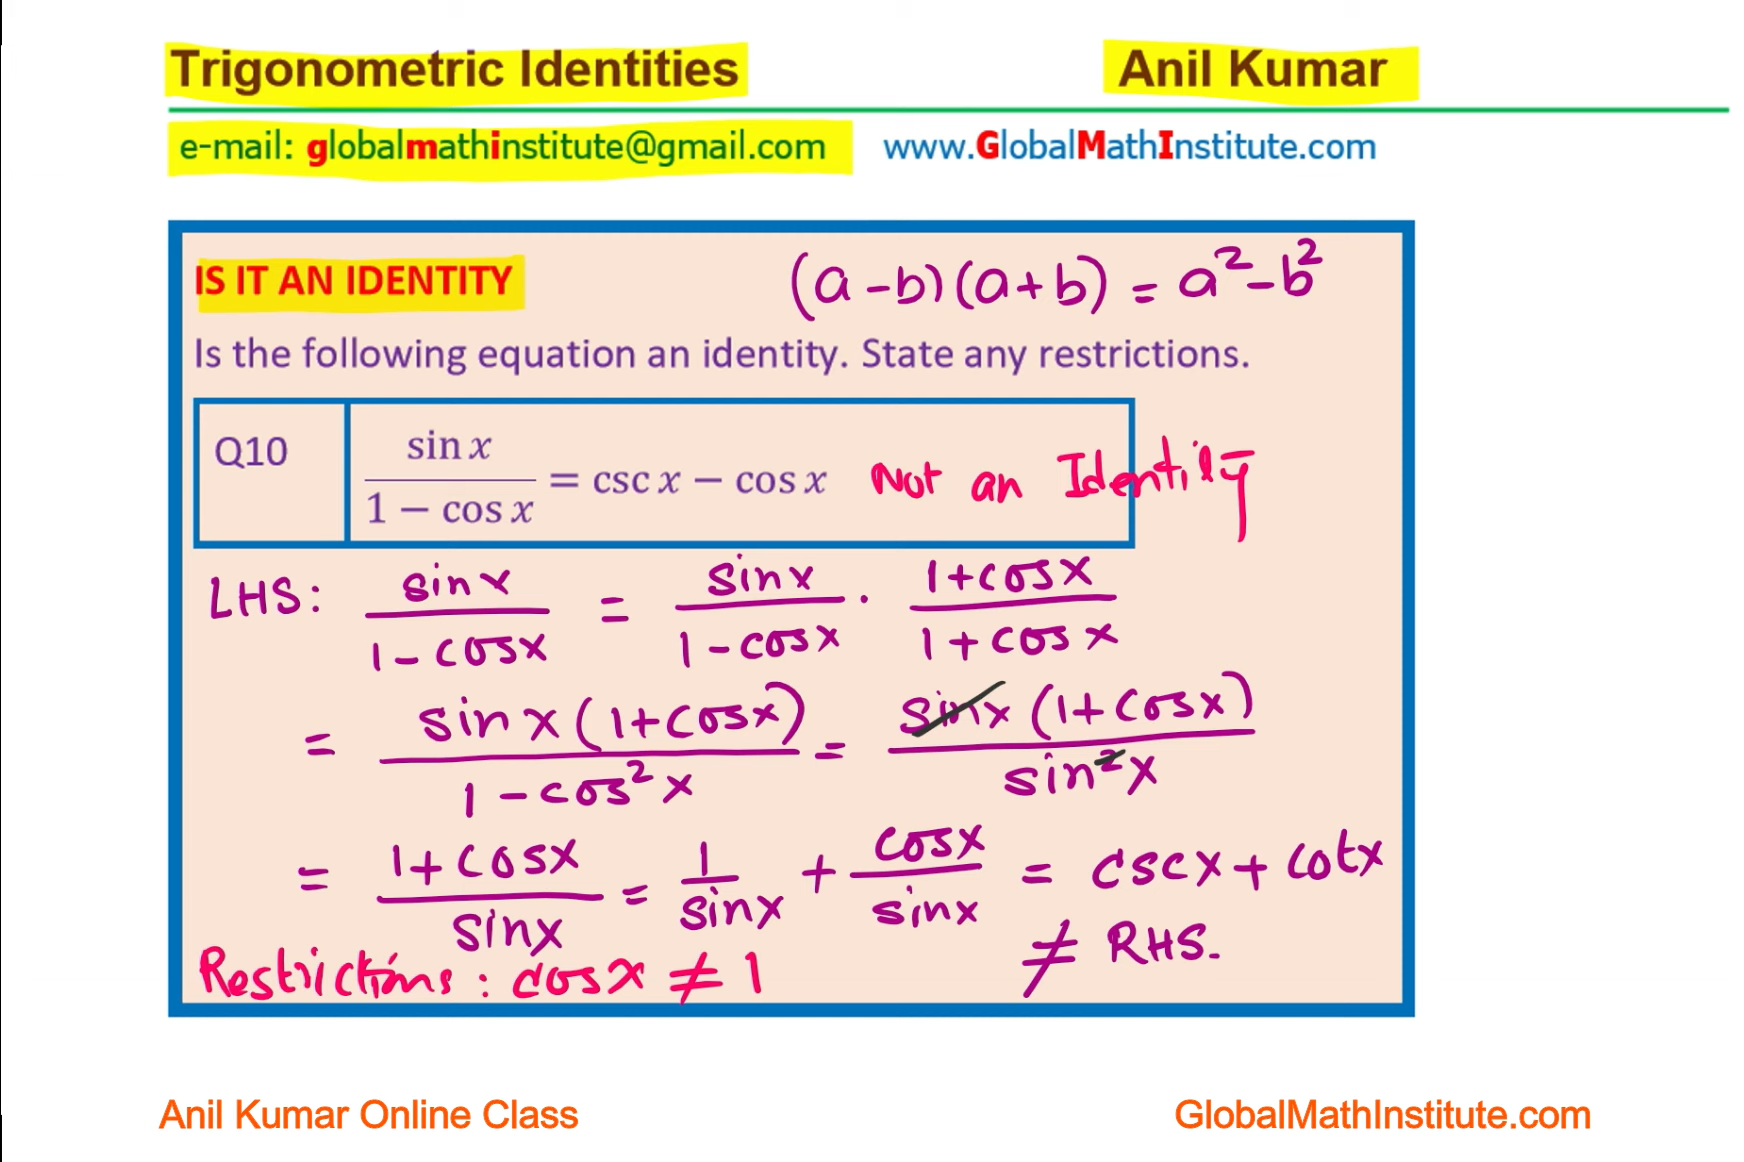 Trigonometric Identities Anil Kumar
e-mail: globalmathinstitute@gmail.com www.GlobalMathInstitute.com
IS IT AN IDENTITY (a-b)(a+b) = a²-b²
Is the following equation an identity. State any restrictions.
Q10 sin x / (1 − cos x) = csc x − cos x Not an Identity
LHS: sinx / (1-cosx) = sinx / (1-cosx) · (1+cosx) / (1+cosx)
= sinx(1+cosx) / (1-cos²x) = sinx(1+cosx) / sin²x
= (1+cosx) / sinx = 1 / sinx + cosx / sinx = cscx + cotx
≠ RHS.
Restrictions: cosx ≠ 1
Anil Kumar Online Class GlobalMathInstitute.com